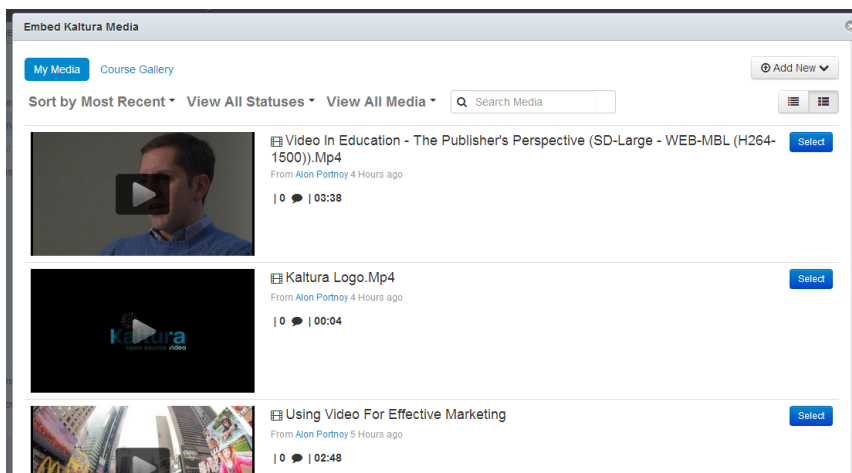 Embed Kaltura Media
My Media
Course Gallery
Add New
Sort by Most Recent
View All Statuses
View All Media
Search Media
Video In Education - The Publisher's Perspective (SD-Large - WEB-MBL (H264-
1500)).Mp4
Select
From Alon Portnoy 4 Hours ago
| 0 | 03:38
Kaltura
open source video
Kaltura Logo.Mp4
Select
From Alon Portnoy 4 Hours ago
| 0 | 00:04
Using Video For Effective Marketing
Select
From Alon Portnoy 5 Hours ago
| 0 | 02:48